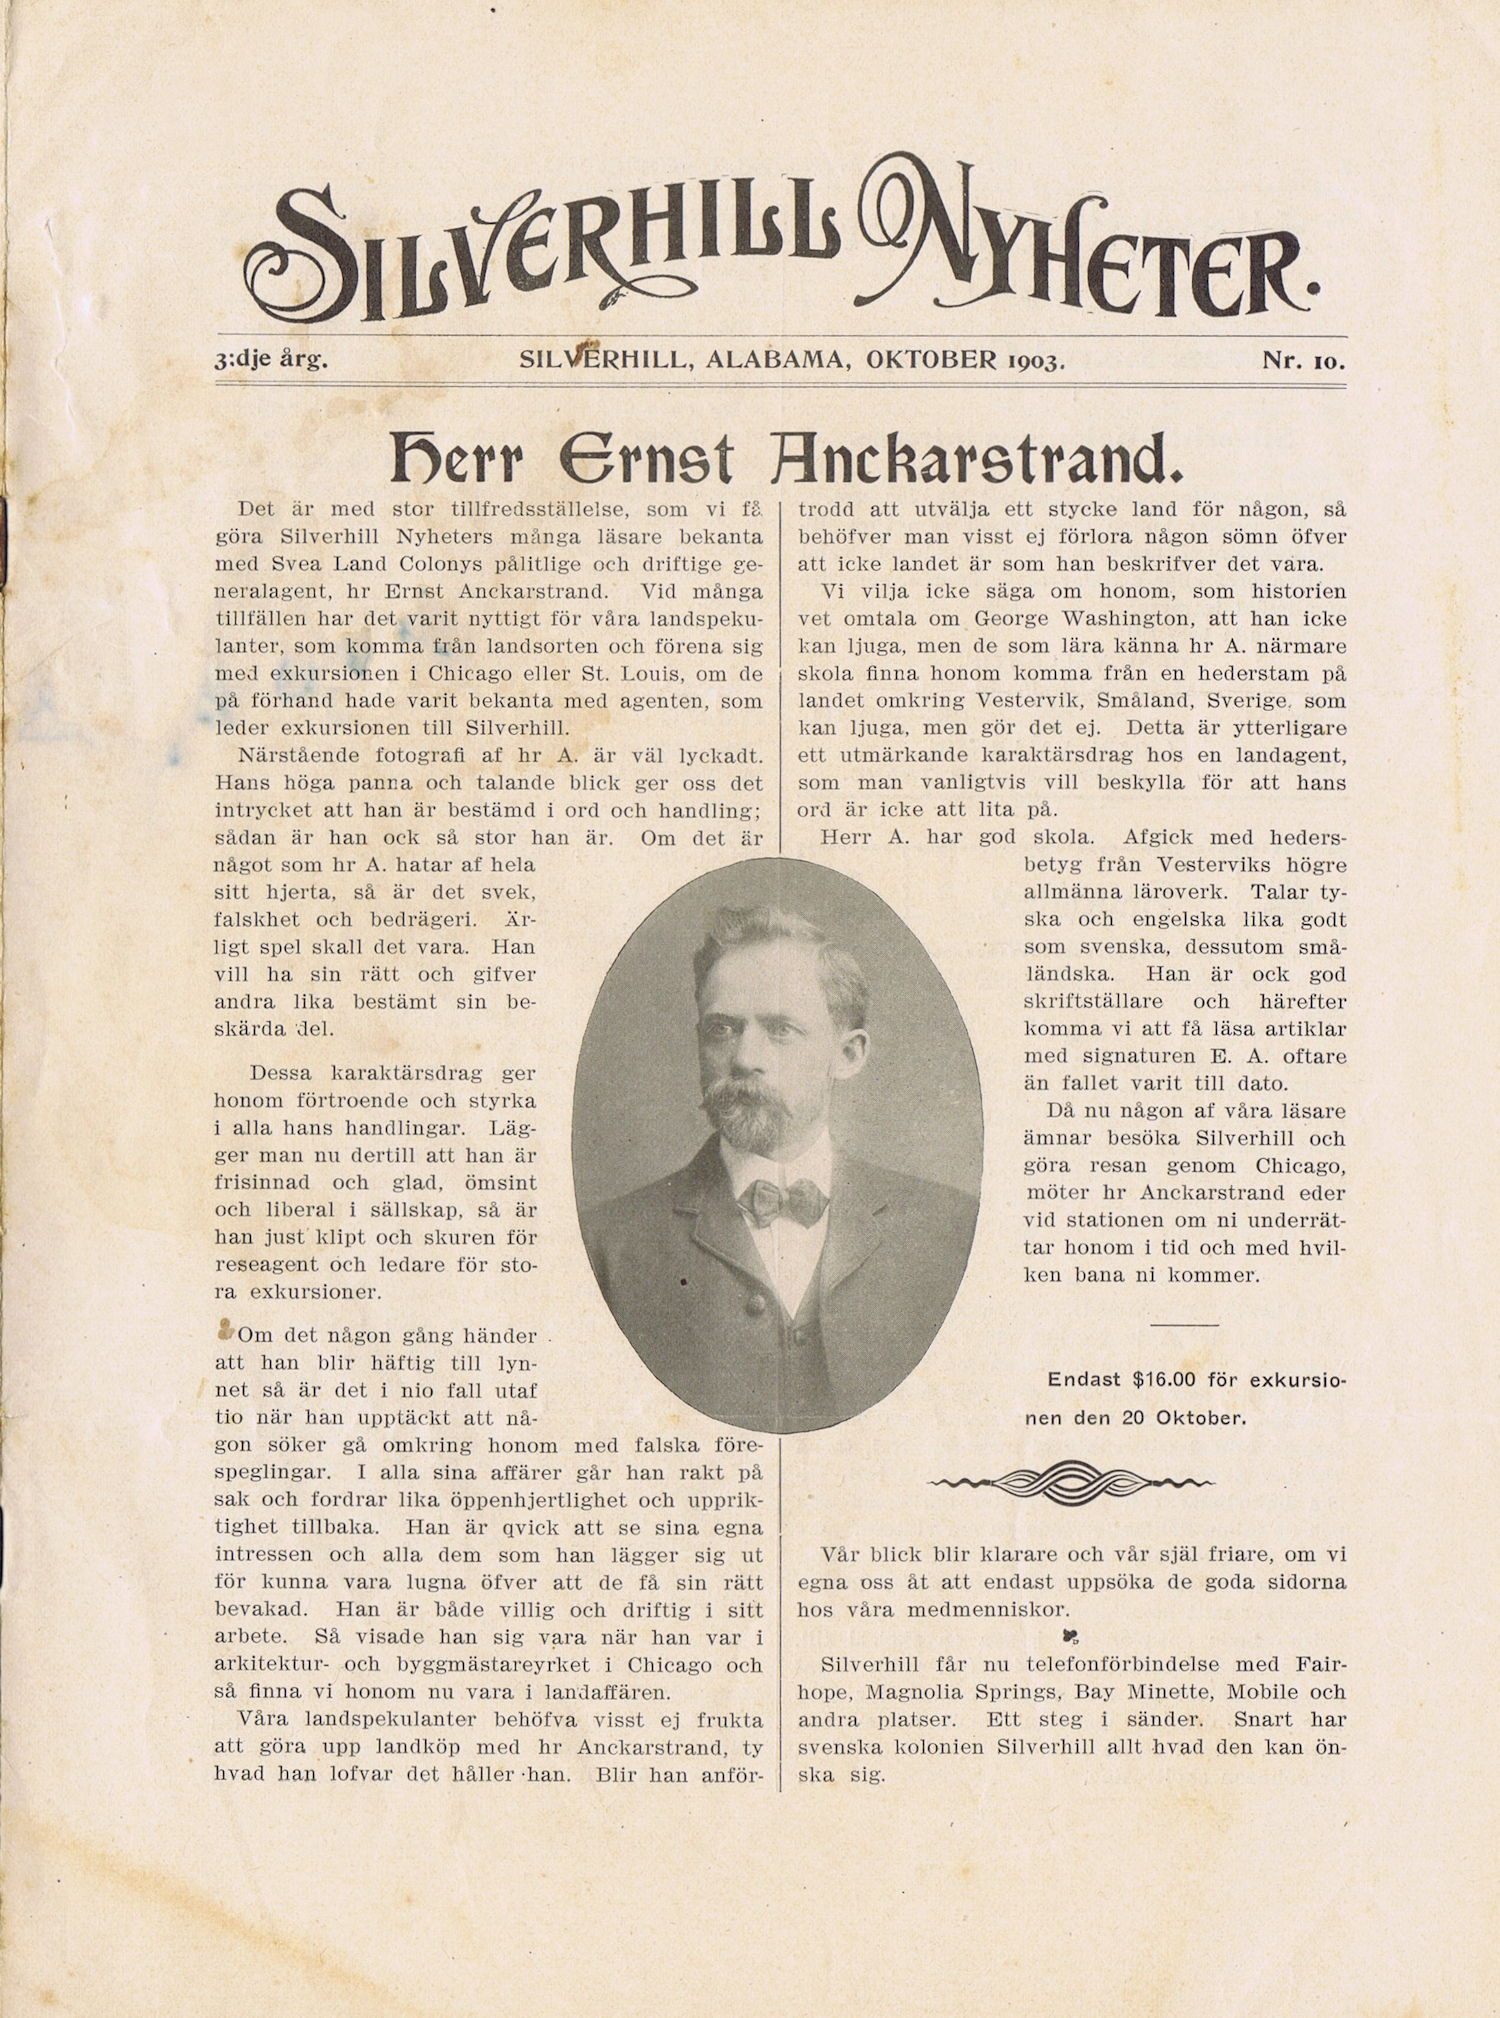 SILVERHILL NYHETER.
3:dje årg. SILVERHILL, ALABAMA, OKTOBER 1903. Nr. 10.
Herr Ernst Anckarstrand.
Det är med stor tillfredsställelse, som vi få
göra Silverhill Nyheters många läsare bekanta
med Svea Land Colonys pålitlige och driftige ge-
neralagent, hr Ernst Anckarstrand. Vid många
tillfällen har det varit nyttigt för våra landspeku-
lanter, som komma från landsorten och förena sig
med exkursionen i Chicago eller St. Louis, om de
på förhand hade varit bekanta med agenten, som
leder exkursionen till Silverhill.
Närstående fotografi af hr A. är väl lyckadt.
Hans höga panna och talande blick ger oss det
intrycket att han är bestämd i ord och handling;
sådan är han ock så stor han är. Om det är
något som hr A. hatar af hela
sitt hjerta, så är det svek,
falskhet och bedrägeri. Är-
ligt spel skall det vara. Han
vill ha sin rätt och gifver
andra lika bestämt sin be-
skärda del.
Dessa karaktärsdrag ger
honom förtroende och styrka
i alla hans handlingar. Läg-
ger man nu dertill att han är
frisinnad och glad, ömsint
och liberal i sällskap, så är
han just klipt och skuren för
reseagent och ledare för sto-
ra exkursioner.
Om det någon gång händer
att han blir häftig till lyn-
net så är det i nio fall utaf
tio när han upptäckt att nå-
gon söker gå omkring honom med falska före-
speglingar. I alla sina affärer går han rakt på
sak och fordrar lika öppenhjertlighet och upprik-
tighet tillbaka. Han är qvick att se sina egna
intressen och alla dem som han lägger sig ut
för kunna vara lugna öfver att de få sin rätt
bevakad. Han är både villig och driftig i sitt
arbete. Så visade han sig vara när han var i
arkitektur- och byggmästareyrket i Chicago och
så finna vi honom nu vara i landaffären.
Våra landspekulanter behöfva visst ej frukta
att göra upp landköp med hr Anckarstrand, ty
hvad han lofvar det håller han. Blir han anför-
trodd att utvälja ett stycke land för någon, så
behöfver man visst ej förlora någon sömn öfver
att icke landet är som han beskrifver det vara.
Vi vilja icke säga om honom, som historien
vet omtala om George Washington, att han icke
kan ljuga, men de som lära känna hr A. närmare
skola finna honom komma från en hederstam på
landet omkring Vestervik, Småland, Sverige, som
kan ljuga, men gör det ej. Detta är ytterligare
ett utmärkande karaktärsdrag hos en landagent,
som man vanligtvis vill beskylla för att hans
ord är icke att lita på.
Herr A. har god skola. Afgick med heders-
betyg från Vesterviks högre
allmänna läroverk. Talar ty-
ska och engelska lika godt
som svenska, dessutom små-
ländska. Han är ock god
skriftställare och härefter
komma vi att få läsa artiklar
med signaturen E. A. oftare
än fallet varit till dato.
Då nu någon af våra läsare
ämnar besöka Silverhill och
göra resan genom Chicago,
möter hr Anckarstrand eder
vid stationen om ni underrät-
tar honom i tid och med hvil-
ken bana ni kommer.
Endast $16.00 för exkursio-
nen den 20 Oktober.
Vår blick blir klarare och vår själ friare, om vi
egna oss åt att endast uppsöka de goda sidorna
hos våra medmenniskor.
Silverhill får nu telefonförbindelse med Fair-
hope, Magnolia Springs, Bay Minette, Mobile och
andra platser. Ett steg i sänder. Snart har
svenska kolonien Silverhill allt hvad den kan ön-
ska sig.